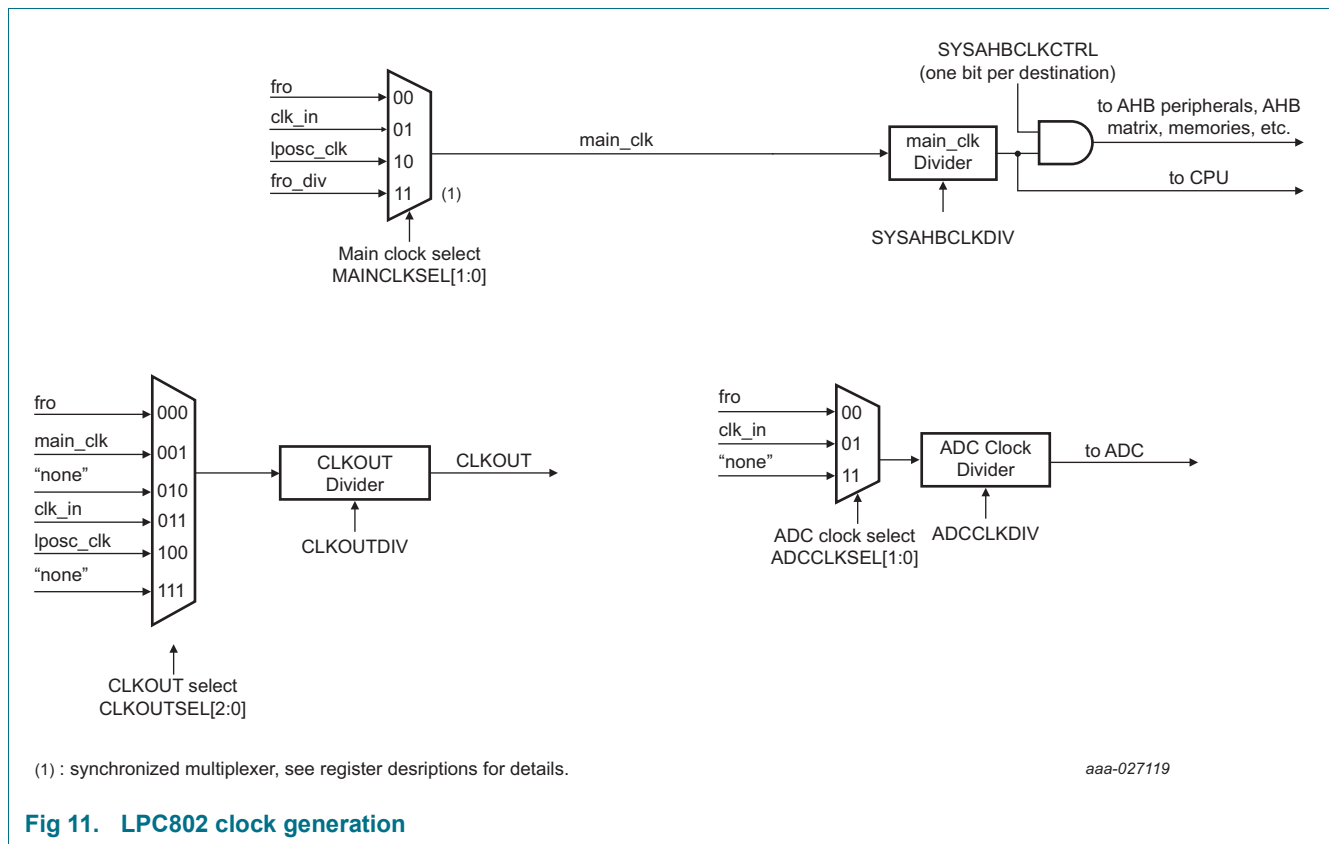 SYSAHBCLKCTRL
(one bit per destination)
fro
00
clk_in
01
lposc_clk
10
fro_div
11
(1)
main_clk
main_clk
Divider
to AHB peripherals, AHB
matrix, memories, etc.
to CPU
Main clock select
MAINCLKSEL[1:0]
SYSAHBCLKDIV
fro
000
main_clk
001
“none”
010
clk_in
011
lposc_clk
100
“none”
111
CLKOUT
Divider
CLKOUT
CLKOUTDIV
CLKOUT select
CLKOUTSEL[2:0]
fro
00
clk_in
01
“none”
11
ADC Clock
Divider
to ADC
ADC clock select
ADCCLKSEL[1:0]
ADCCLKDIV
(1) : synchronized multiplexer, see register desriptions for details.
aaa-027119
Fig 11. LPC802 clock generation